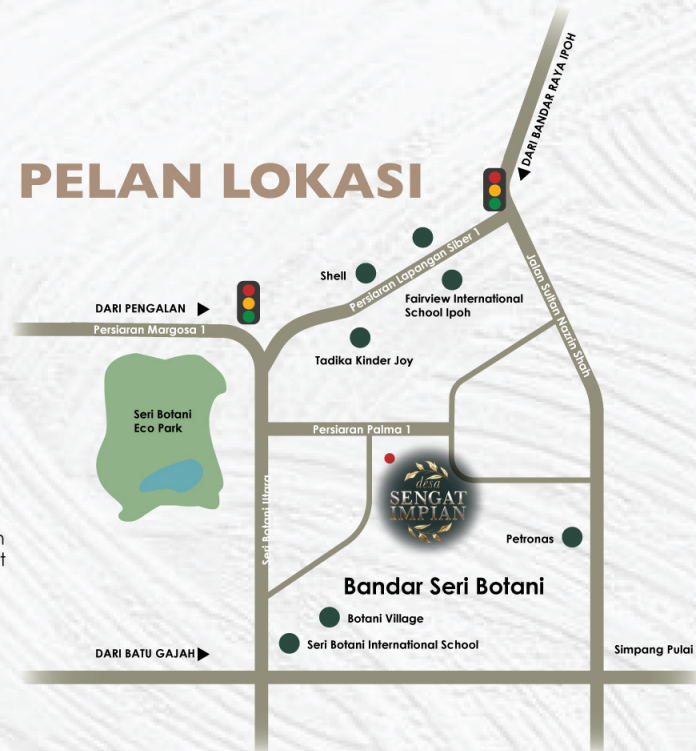 DARI BANDAR RAYA IPOH
PELAN LOKASI
Persiaran Lapangan Siber 1
Shell
Jalan Sultan Nazrin Shah
Fairview International
School Ipoh
DARI PENGALAN
Persiaran Margosa 1
Tadika Kinder Joy
Seri Botani
Eco Park
Persiaran Palma 1
desa
SENGAT
IMPIAN
Seri Botani Utara
Petronas
Bandar Seri Botani
Botani Village
Seri Botani International School
DARI BATU GAJAH
Simpang Pulai